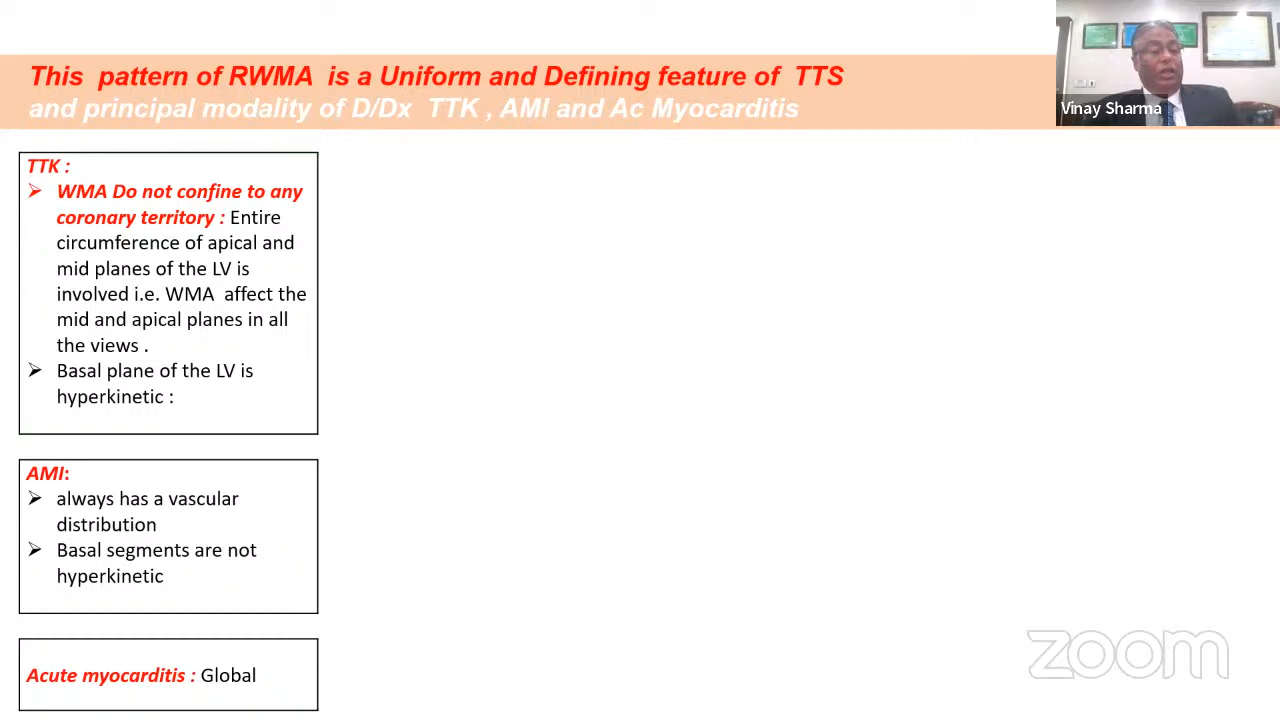 This pattern of RWMA is a Uniform and Defining feature of TTS
and principal modality of D/Dx TTK , AMI and Ac Myocarditis
Vinay Sharma
TTK :
➢ WMA Do not confine to any
coronary territory : Entire
circumference of apical and
mid planes of the LV is
involved i.e. WMA affect the
mid and apical planes in all
the views .
➢ Basal plane of the LV is
hyperkinetic :
AMI:
➢ always has a vascular
distribution
➢ Basal segments are not
hyperkinetic
Acute myocarditis : Global
zoom